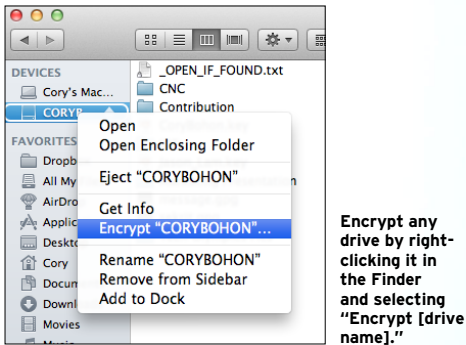 DEVICES
Cory's Mac...
CORYB
FAVORITES
Dropb
All My
AirDro
Applic
Deskto
Cory
Docum
Downl
Movies
_OPEN_IF_FOUND.txt
CNC
Contribution
Open
Open Enclosing Folder
Eject “CORYBOHON”
Get Info
Encrypt “CORYBOHON”...
Rename “CORYBOHON”
Remove from Sidebar
Add to Dock
Encrypt any
drive by right-
clicking it in
the Finder
and selecting
“Encrypt [drive
name].”